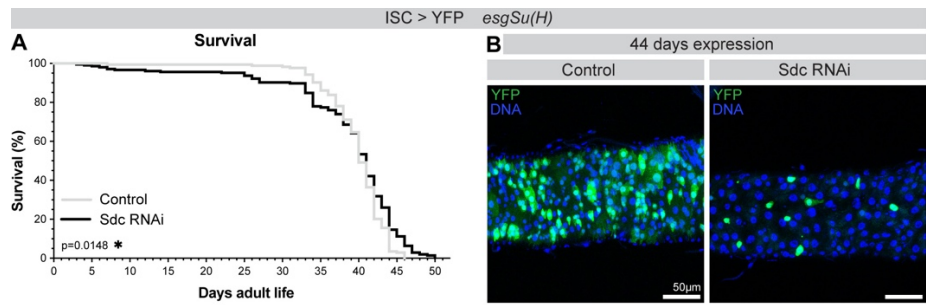 ISC > YFP esgSu(H)
A
Survival
100
80
60
40
20
0
Survival (%)
Control
Sdc RNAi
p=0.0148 *
0 5 10 15 20 25 30 35 40 45 50
Days adult life
B
44 days expression
Control
Sdc RNAi
YFP
DNA
YFP
DNA
50µm